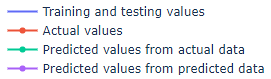 Training and testing values
Actual values
Predicted values from actual data
Predicted values from predicted data